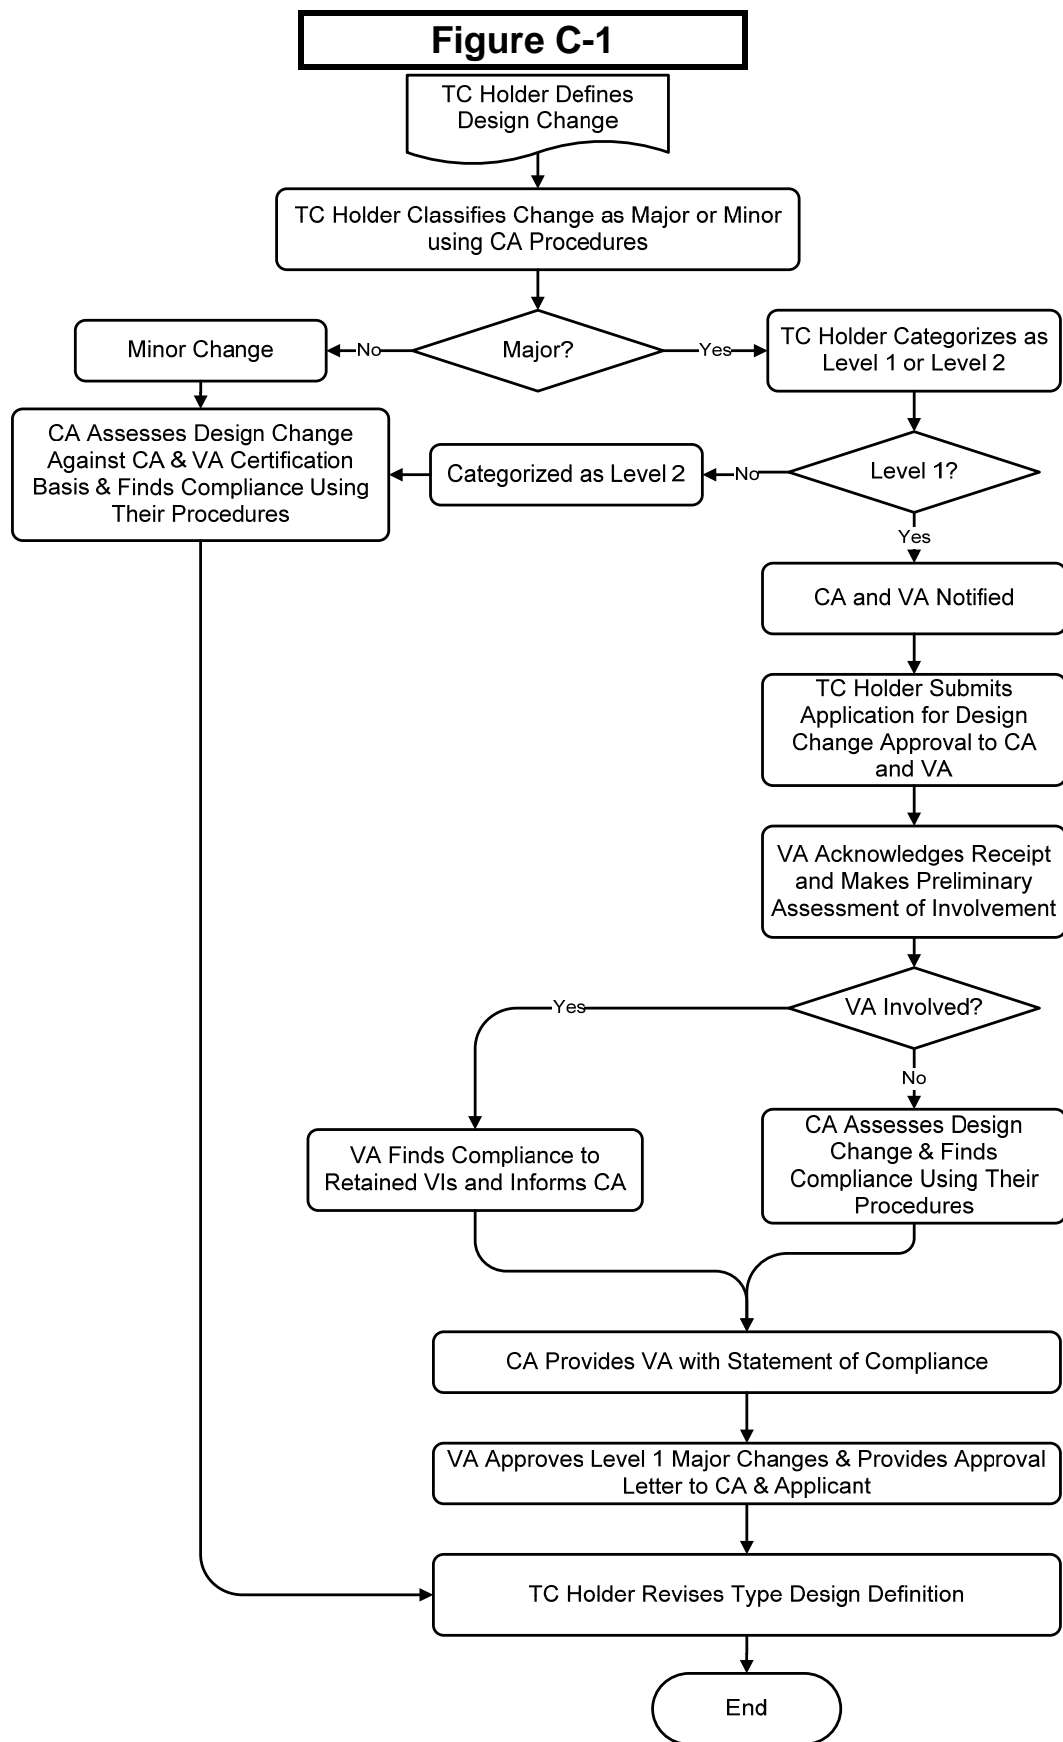 Figure C-1
TC Holder Defines
Design Change
TC Holder Classifies Change as Major or Minor
using CA Procedures
Minor Change
No
Major?
Yes
TC Holder Categorizes as
Level 1 or Level 2
CA Assesses Design Change
Against CA & VA Certification
Basis & Finds Compliance Using
Their Procedures
Categorized as Level 2
No
Level 1?
Yes
CA and VA Notified
TC Holder Submits
Application for Design
Change Approval to CA
and VA
VA Acknowledges Receipt
and Makes Preliminary
Assessment of Involvement
VA Involved?
Yes
No
VA Finds Compliance to
Retained VIs and Informs CA
CA Assesses Design
Change & Finds
Compliance Using Their
Procedures
CA Provides VA with Statement of Compliance
VA Approves Level 1 Major Changes & Provides Approval
Letter to CA & Applicant
TC Holder Revises Type Design Definition
End